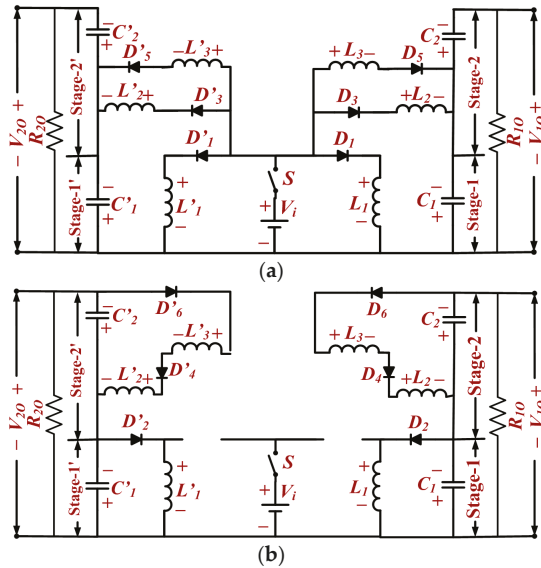 − C'₂ +
D'₅
− L'₃ +
+ L₃ −
D₅
− C₂ +
− L'₂ +
D'₃
D₃
+ L₂ −
− V₂O +
R₂O
Stage-2'
Stage-2
R₁O
− V₁O +
D'₁
D₁
Stage-1'
− C'₁ +
+ L'₁ −
S
+ Vᵢ −
+ L₁ −
− C₁ +
Stage-1
(a)
− C'₂ +
D'₆
− L'₃ +
D₆
+ L₃ −
− C₂ +
− L'₂ +
D'₄
D₄
+ L₂ −
− V₂O +
R₂O
Stage-2'
Stage-2
R₁O
− V₁O +
D'₂
D₂
Stage-1'
− C'₁ +
+ L'₁ −
S
+ Vᵢ −
+ L₁ −
− C₁ +
Stage-1
(b)